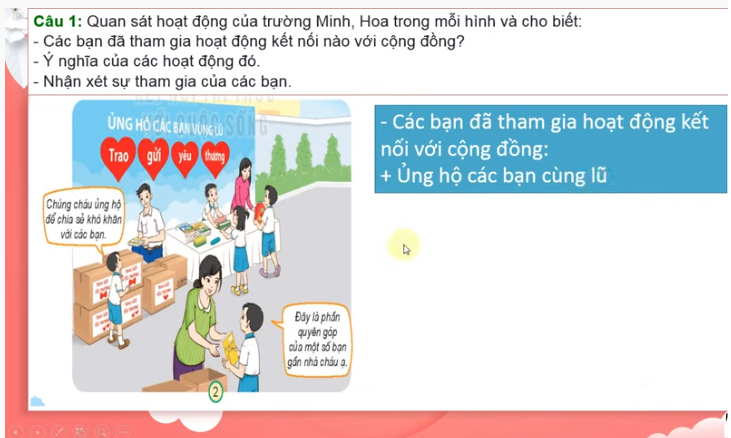 Câu 1: Quan sát hoạt động của trường Minh, Hoa trong mỗi hình và cho biết:
- Các bạn đã tham gia hoạt động kết nối nào với cộng đồng?
- Ý nghĩa của các hoạt động đó.
- Nhận xét sự tham gia của các bạn.
ỦNG HỘ CÁC BẠN VÙNG LŨ
Trao gửi yêu thương
Chúng cháu ủng hộ
để chia sẻ khó khăn
với các bạn.
Đây là phần
quyên góp
của một số bạn
gần nhà cháu ạ.
2
- Các bạn đã tham gia hoạt động kết
nối với cộng đồng:
+ Ủng hộ các bạn cùng lũ